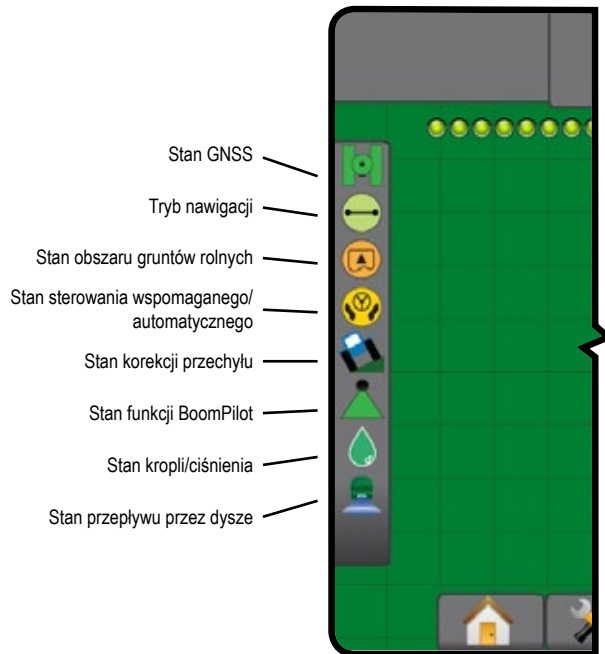 Stan GNSS
Tryb nawigacji
Stan obszaru gruntów rolnych
Stan sterowania wspomaganego/
automatycznego
Stan korekcji przechyłu
Stan funkcji BoomPilot
Stan kropli/ciśnienia
Stan przepływu przez dysze